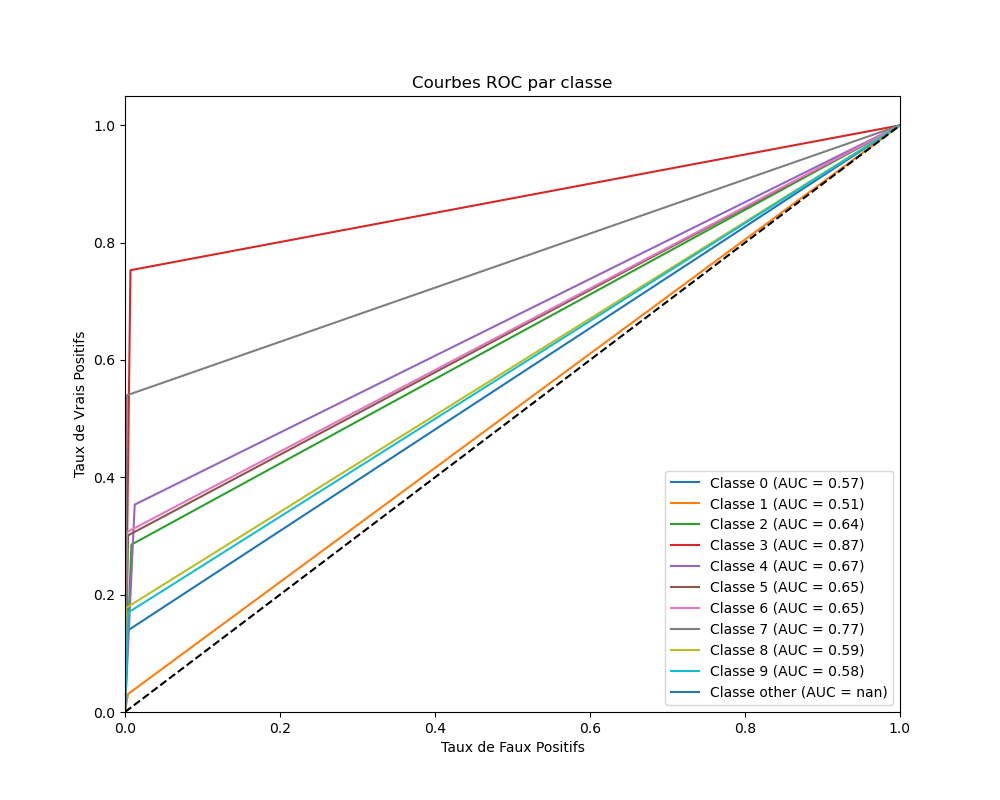 Courbes ROC par classe
Taux de Vrais Positifs
1.0
0.8
0.6
0.4
0.2
0.0
Classe 0 (AUC = 0.57)
Classe 1 (AUC = 0.51)
Classe 2 (AUC = 0.64)
Classe 3 (AUC = 0.87)
Classe 4 (AUC = 0.67)
Classe 5 (AUC = 0.65)
Classe 6 (AUC = 0.65)
Classe 7 (AUC = 0.77)
Classe 8 (AUC = 0.59)
Classe 9 (AUC = 0.58)
Classe other (AUC = nan)
0.0 0.2 0.4 0.6 0.8 1.0
Taux de Faux Positifs